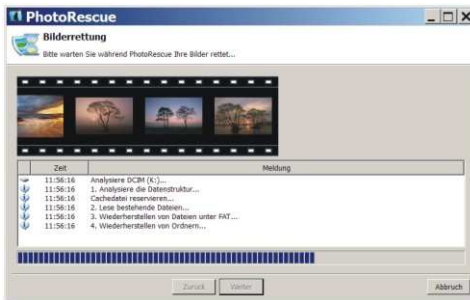 PhotoRescue
Bilderrettung
Bitte warten Sie während PhotoRescue Ihre Bilder rettet...
Zeit Meldung
11:56:16 Analysiere DCIM (K:)...
11:56:16 1. Analysiere die Datenstruktur...
11:56:16 Cachedatei reservieren...
11:56:16 2. Lese bestehende Dateien...
11:56:16 3. Wiederherstellen von Dateien unter FAT...
11:56:16 4. Wiederherstellen von Ordnern...
Zurück Weiter Abbruch